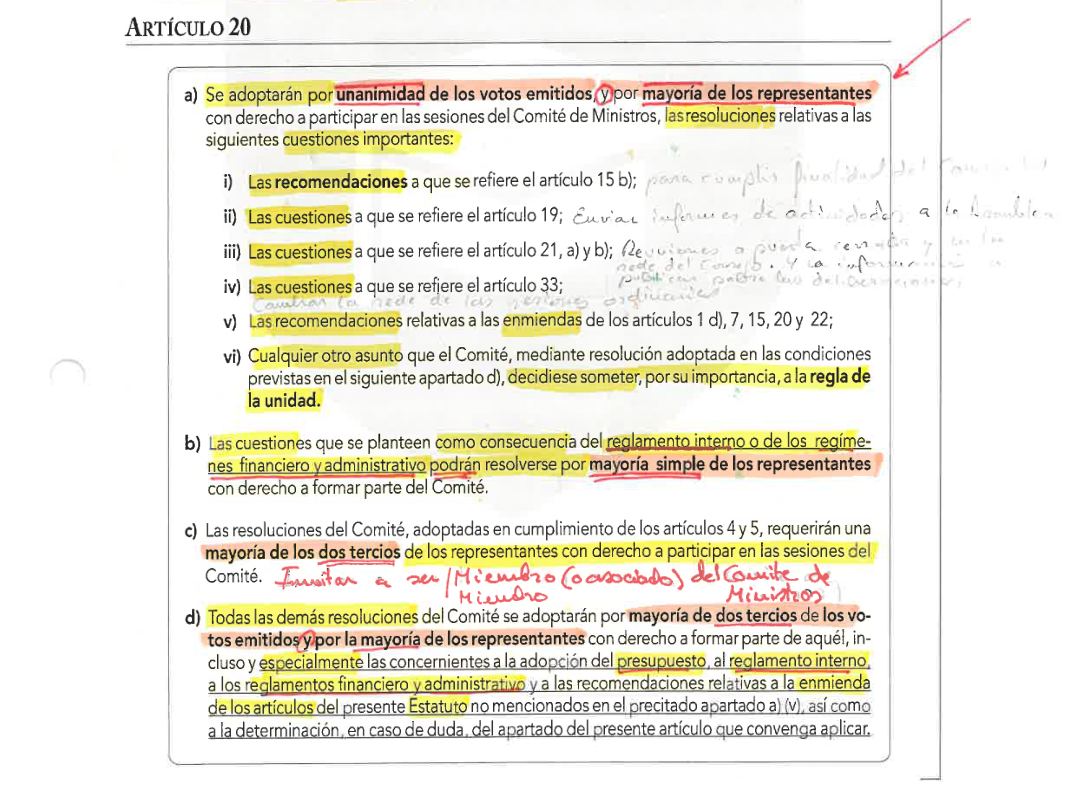 ARTÍCULO 20
a) Se adoptarán por unanimidad de los votos emitidos, y por mayoría de los representantes
con derecho a participar en las sesiones del Comité de Ministros, las resoluciones relativas a las
siguientes cuestiones importantes:
i) Las recomendaciones a que se refiere el artículo 15 b); para cumplir finalidad del
ii) Las cuestiones a que se refiere el artículo 19; Enviar informes de actividades a la Asamblea
iii) Las cuestiones a que se refiere el artículo 21, a) y b); Reuniones a puerta cerrada y en la
sede del Consejo. Y la información a
iv) Las cuestiones a que se refiere el artículo 33; publicar sobre las deliberaciones
Cambiar la sede de las sesiones ordinarias
v) Las recomendaciones relativas a las enmiendas de los artículos 1 d), 7, 15, 20 y 22;
vi) Cualquier otro asunto que el Comité, mediante resolución adoptada en las condiciones
previstas en el siguiente apartado d), decidiese someter, por su importancia, a la regla de
la unidad.
b) Las cuestiones que se planteen como consecuencia del reglamento interno o de los regíme-
nes financiero y administrativo podrán resolverse por mayoría simple de los representantes
con derecho a formar parte del Comité.
c) Las resoluciones del Comité, adoptadas en cumplimiento de los artículos 4 y 5, requerirán una
mayoría de los dos tercios de los representantes con derecho a participar en las sesiones del
Comité. Invitar a ser / Miembro (o asociado) del Comite de
Miembro Ministros
d) Todas las demás resoluciones del Comité se adoptarán por mayoría de dos tercios de los vo-
tos emitidos y por la mayoría de los representantes con derecho a formar parte de aquél, in-
cluso y especialmente las concernientes a la adopción del presupuesto, al reglamento interno,
a los reglamentos financiero y administrativo y a las recomendaciones relativas a la enmienda
de los artículos del presente Estatuto no mencionados en el precitado apartado a) (v), así como
a la determinación, en caso de duda, del apartado del presente artículo que convenga aplicar.